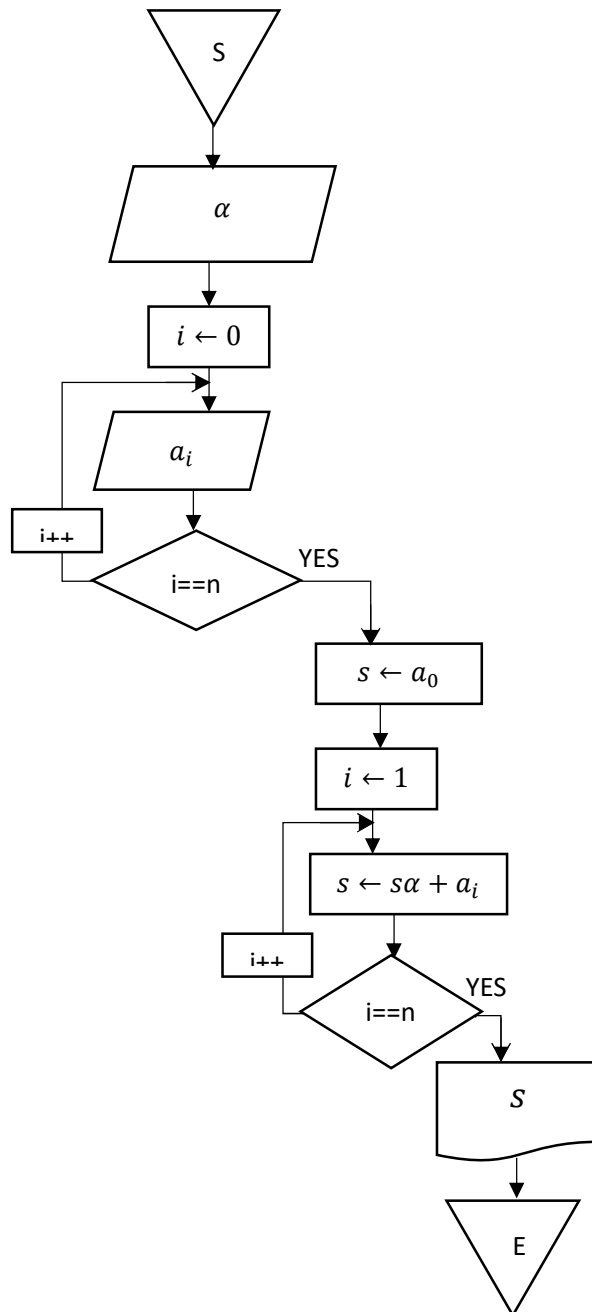 S
α
i ← 0
a_i
i++
YES
i==n
s ← a_0
i ← 1
s ← sα + a_i
i++
YES
i==n
S
E